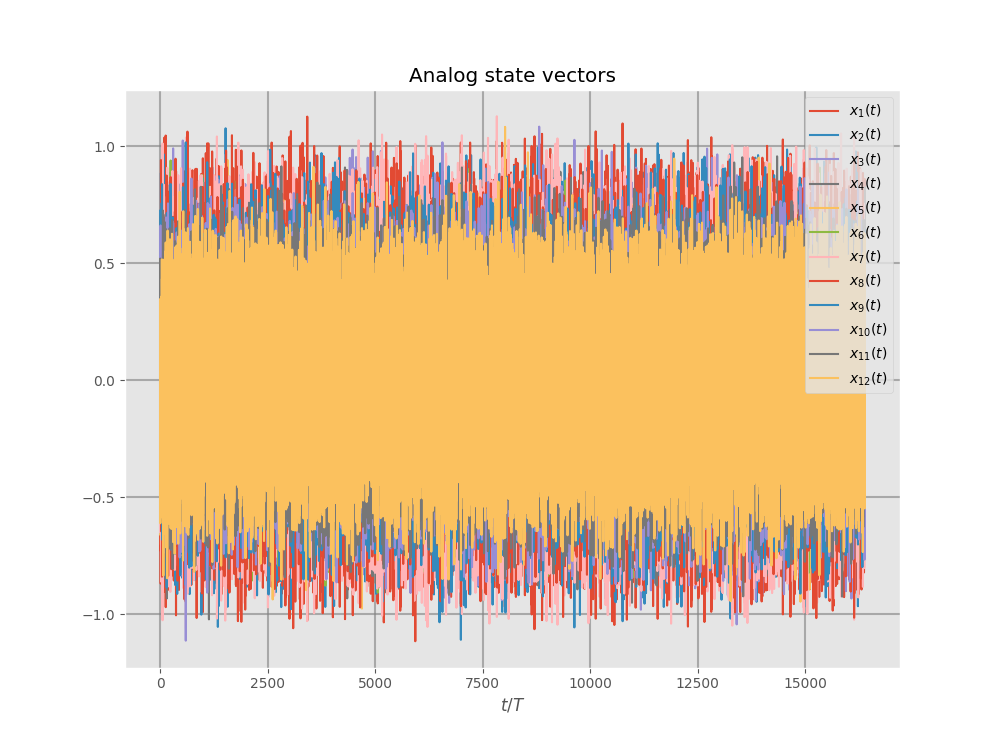 Analog state vectors
1.0
0.5
0.0
−0.5
−1.0
0 2500 5000 7500 10000 12500 15000
t/T
x₁(t)
x₂(t)
x₃(t)
x₄(t)
x₅(t)
x₆(t)
x₇(t)
x₈(t)
x₉(t)
x₁₀(t)
x₁₁(t)
x₁₂(t)